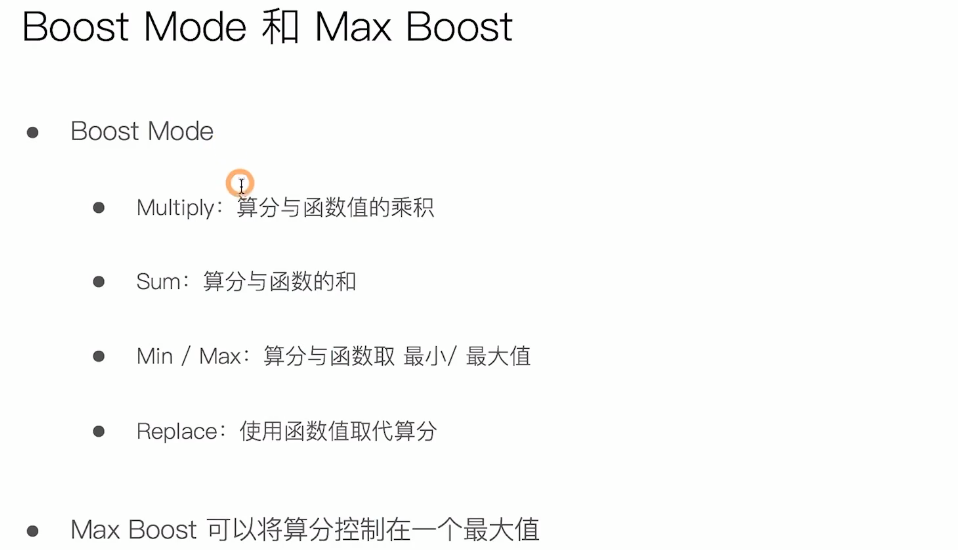 Boost Mode 和 Max Boost
Boost Mode
Multiply：算分与函数值的乘积
Sum：算分与函数的和
Min / Max：算分与函数取 最小/ 最大值
Replace：使用函数值取代算分
Max Boost 可以将算分控制在一个最大值